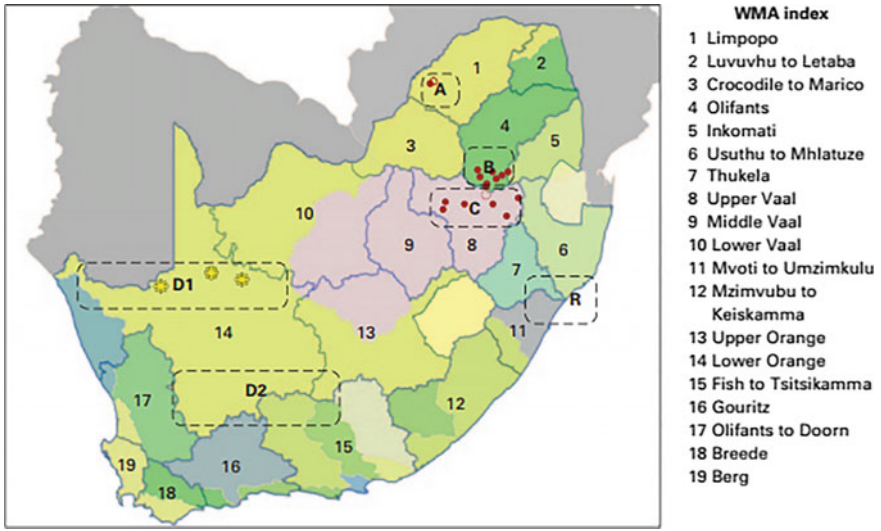 WMA index
1 Limpopo
2 Luvuvhu to Letaba
3 Crocodile to Marico
4 Olifants
5 Inkomati
6 Usuthu to Mhlatuze
7 Thukela
8 Upper Vaal
9 Middle Vaal
10 Lower Vaal
11 Mvoti to Umzimkulu
12 Mzimvubu to
Keiskamma
13 Upper Orange
14 Lower Orange
15 Fish to Tsitsikamma
16 Gouritz
17 Olifants to Doorn
18 Breede
19 Berg
1
2
A
4
3
5
B
10
C
9
8
6
7
D1
R
14
13
11
D2
17
12
15
19
16
18